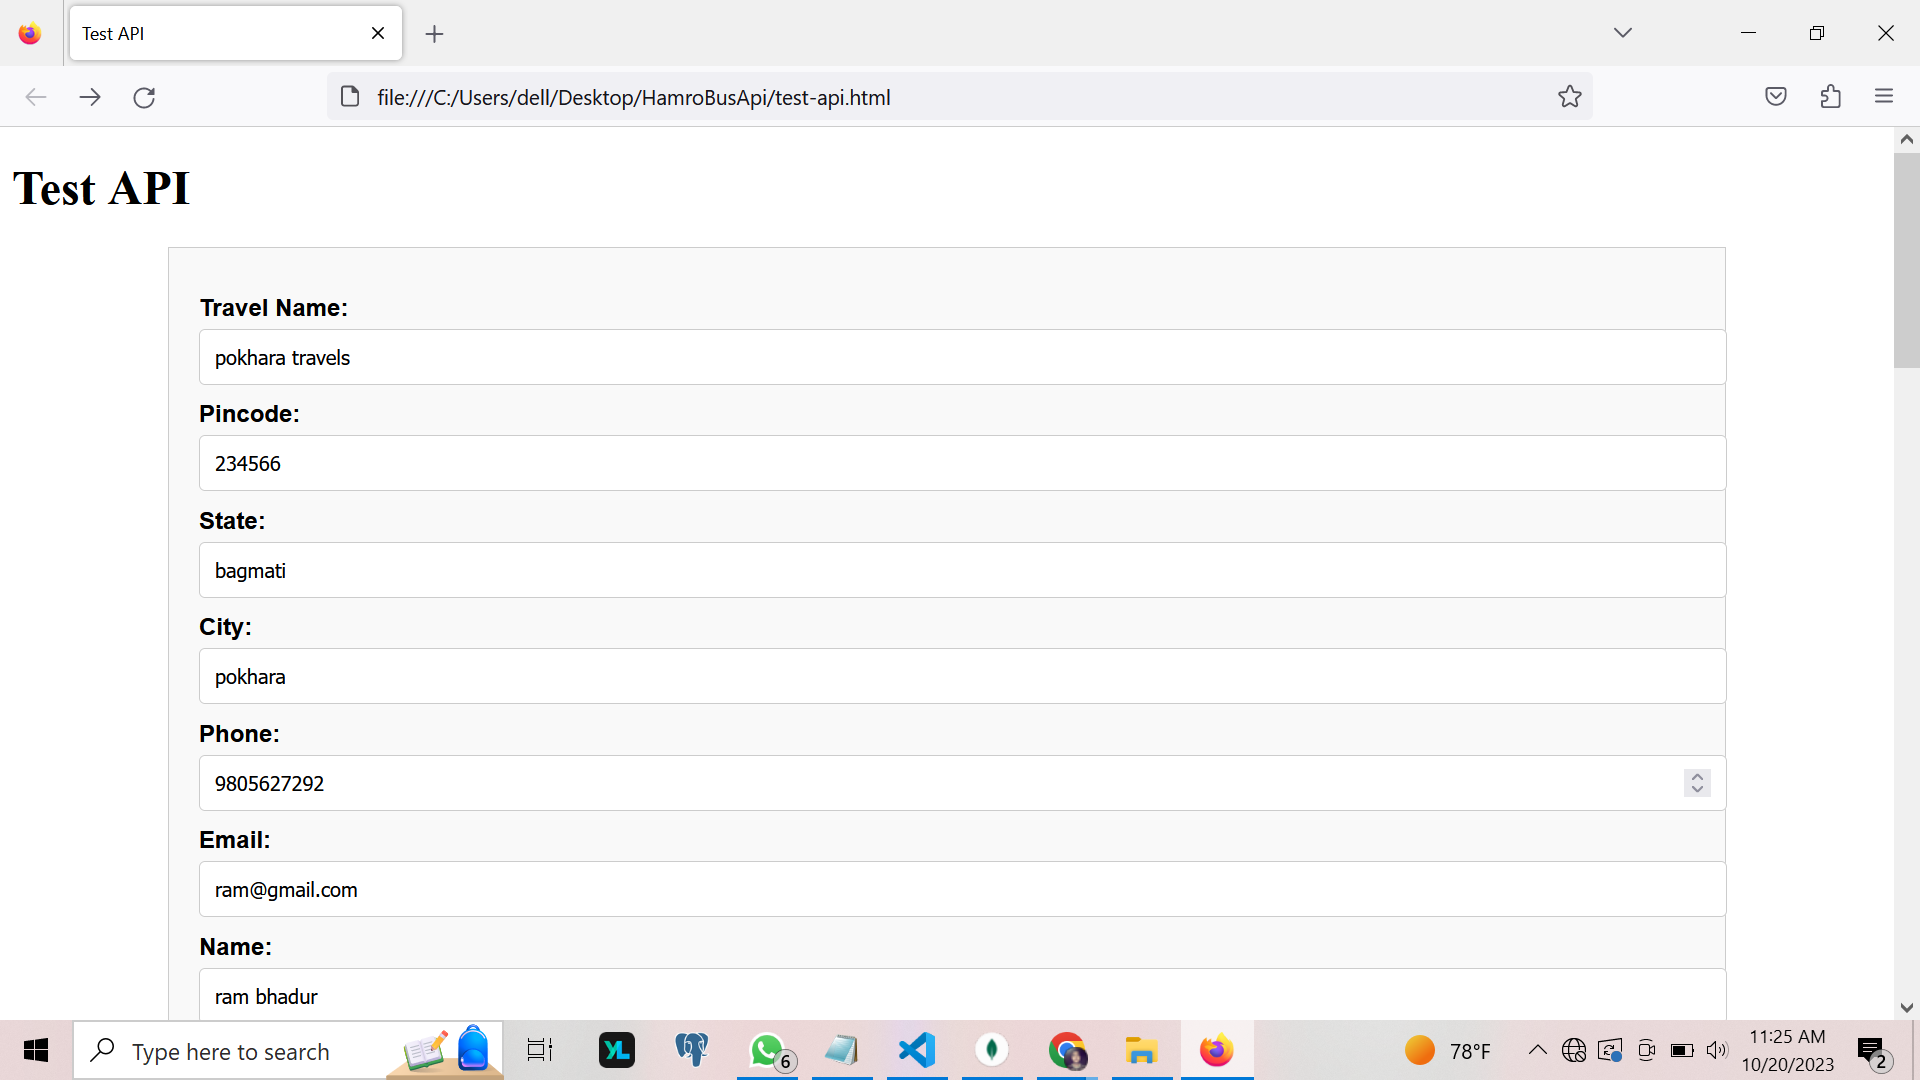 Test API
file:///C:/Users/dell/Desktop/HamroBusApi/test-api.html
Test API
Travel Name:
pokhara travels
Pincode:
234566
State:
bagmati
City:
pokhara
Phone:
9805627292
Email:
ram@gmail.com
Name:
ram bhadur
Type here to search
YL
6
78°F
11:25 AM
10/20/2023
2